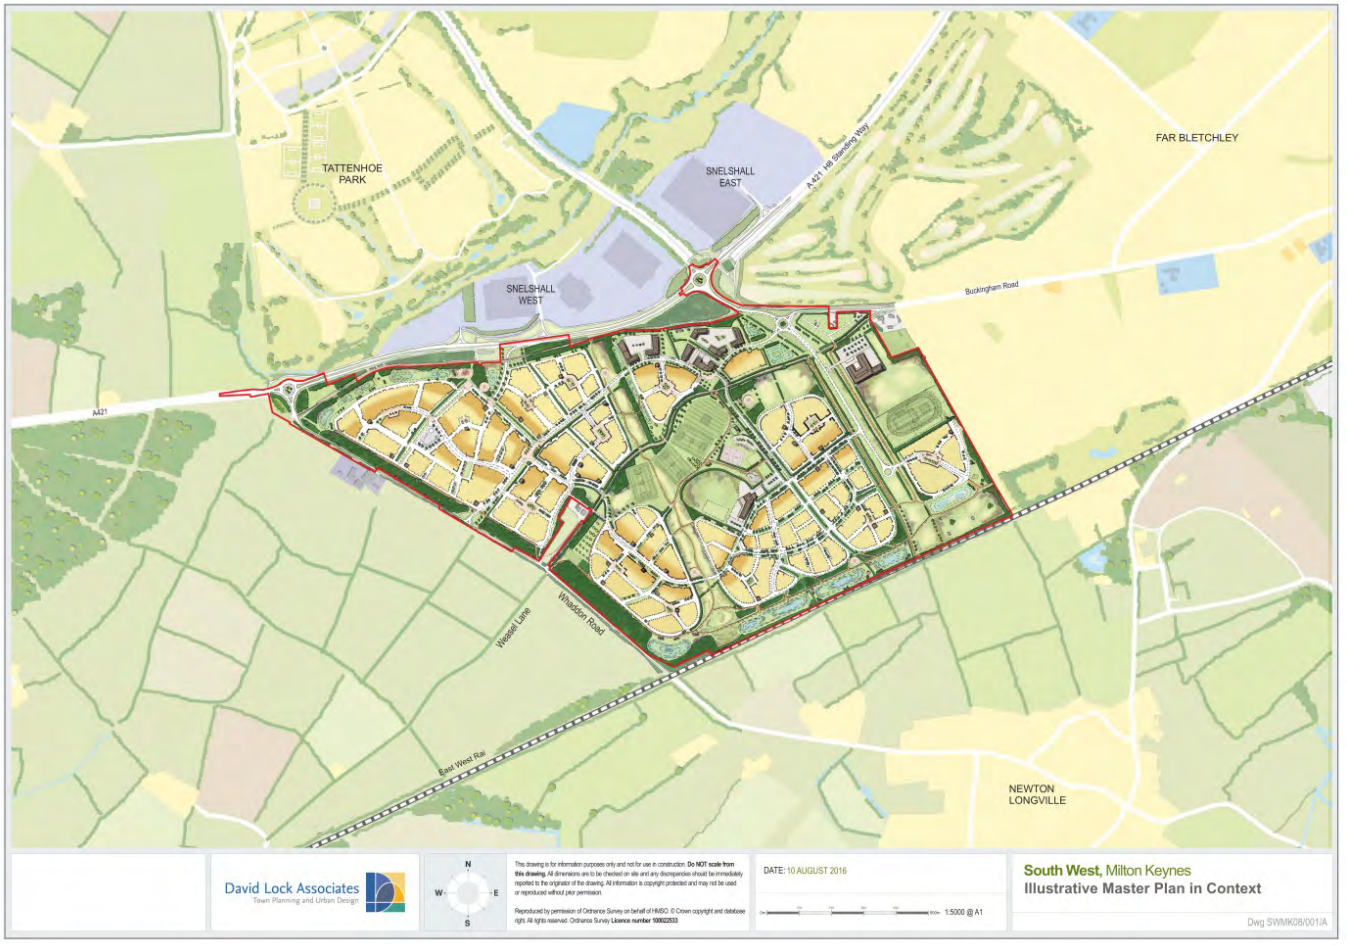 TATTENHOE
PARK
SNELSHALL
EAST
A 421 H8 Standing Way
FAR BLETCHLEY
SNELSHALL
WEST
Buckingham Road
A421
Weasel Lane
Whaddon Road
East West Rai
NEWTON
LONGVILLE
David Lock Associates
Town Planning and Urban Design
N
W
E
S
This drawing is for information purposes only and not for use in construction. Do NOT scale from
this drawing. All dimensions are to be checked on site and any discrepancies should be immediately
reported to the originator of the drawing. All information is copyright protected and may not be used
or reproduced without prior permission.
Reproduced by permission of Ordnance Survey on behalf of HMSO. © Crown copyright and database
right. All rights reserved. Ordnance Survey Licence number 100022533
DATE: 10 AUGUST 2016
1:5000 @ A1
South West, Milton Keynes
Illustrative Master Plan in Context
Dwg SWMK08/001/A